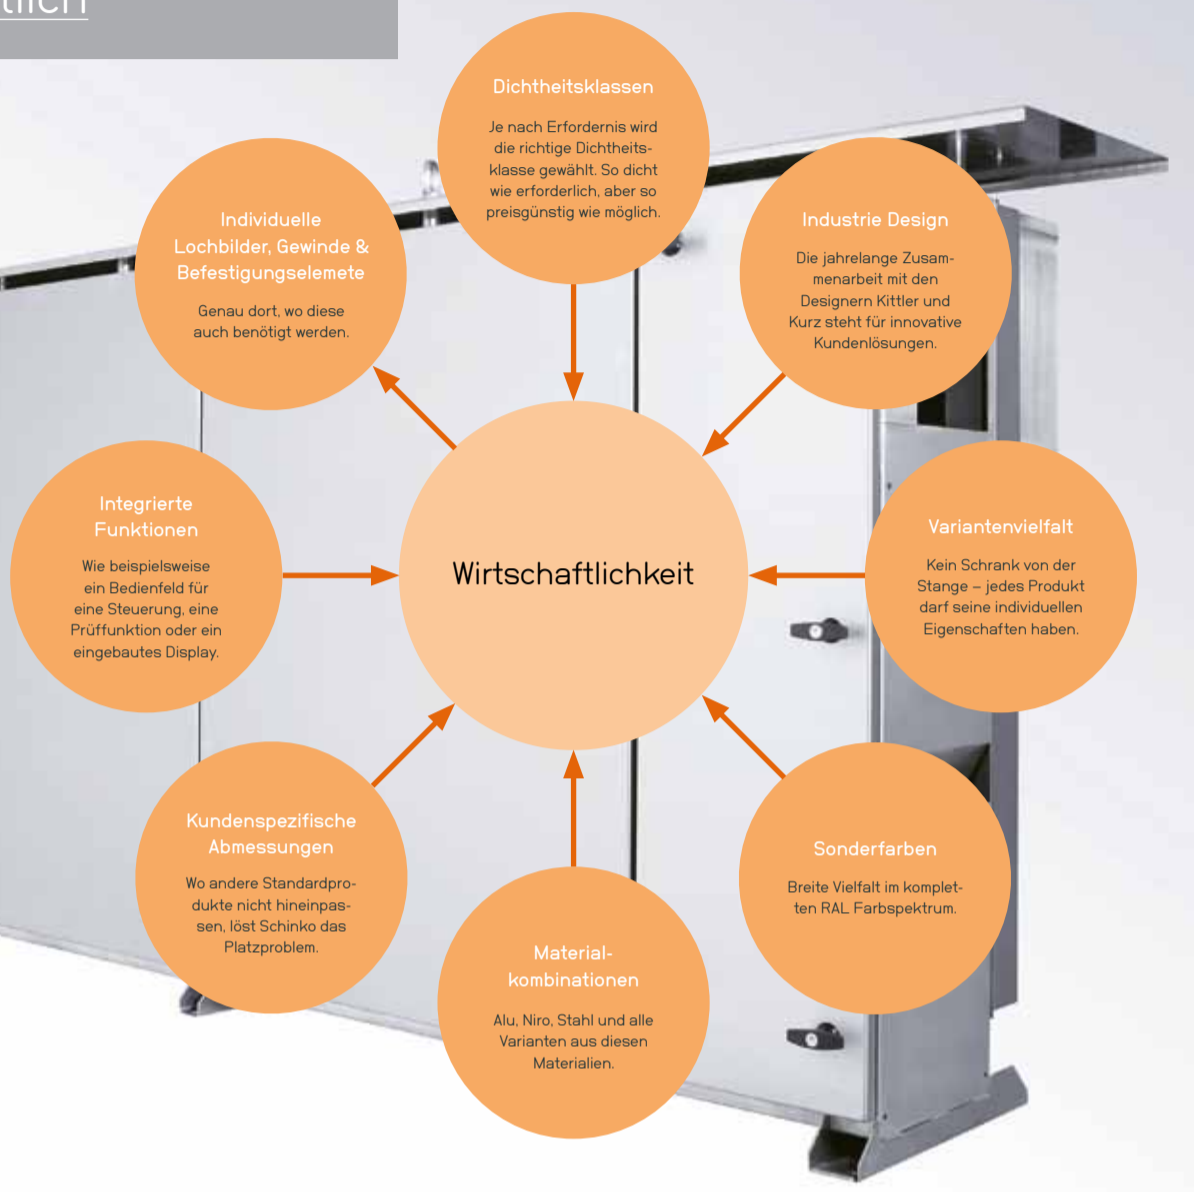 Dichtheitsklassen
Je nach Erfordernis wird
die richtige Dichtheits-
klasse gewählt. So dicht
wie erforderlich, aber so
preisgünstig wie möglich.
Individuelle
Lochbilder, Gewinde &
Befestigungselemete
Genau dort, wo diese
auch benötigt werden.
Industrie Design
Die jahrelange Zusam-
menarbeit mit den
Designern Kittler und
Kurz steht für innovative
Kundenlösungen.
Integrierte
Funktionen
Wie beispielsweise
ein Bedienfeld für
eine Steuerung, eine
Prüffunktion oder ein
eingebautes Display.
Wirtschaftlichkeit
Variantenvielfalt
Kein Schrank von der
Stange – jedes Produkt
darf seine individuellen
Eigenschaften haben.
Kundenspezifische
Abmessungen
Wo andere Standardpro-
dukte nicht hineinpas-
sen, löst Schinko das
Platzproblem.
Sonderfarben
Breite Vielfalt im komplet-
ten RAL Farbspektrum.
Material-
kombinationen
Alu, Niro, Stahl und alle
Varianten aus diesen
Materialien.